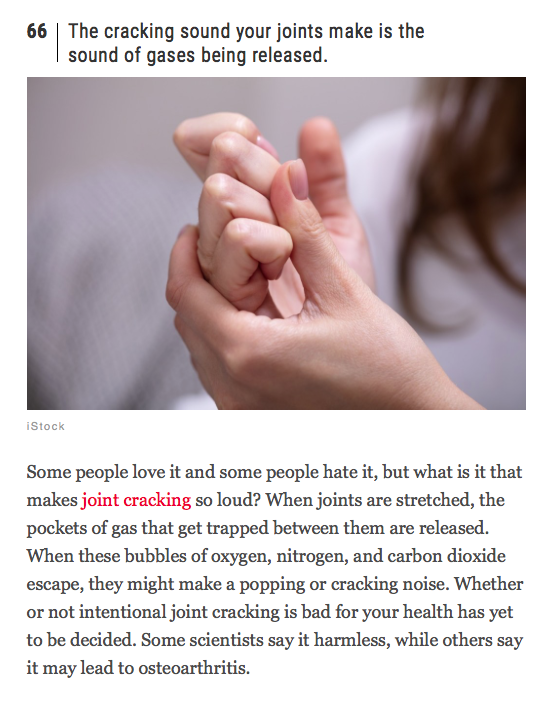 66
The cracking sound your joints make is the
sound of gases being released.
iStock
Some people love it and some people hate it, but what is it that
makes joint cracking so loud? When joints are stretched, the
pockets of gas that get trapped between them are released.
When these bubbles of oxygen, nitrogen, and carbon dioxide
escape, they might make a popping or cracking noise. Whether
or not intentional joint cracking is bad for your health has yet
to be decided. Some scientists say it harmless, while others say
it may lead to osteoarthritis.